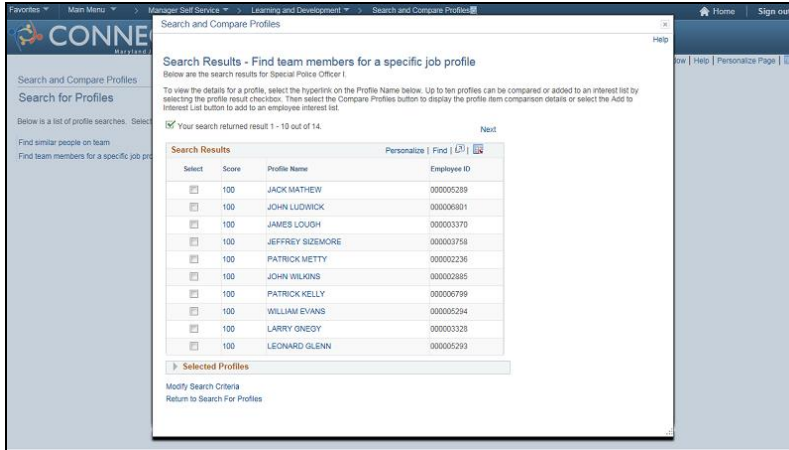 Favorites Main Menu > Manager Self Service > Learning and Development > Search and Compare Profiles
Home Sign out
CONNE
Maryland
Search and Compare Profiles
Help
Help | Personalize Page |
Search and Compare Profiles
Search for Profiles
Below is a list of profile searches. Select
Find similar people on team
Find team members for a specific job pro
Search Results - Find team members for a specific job profile
Below are the search results for Special Police Officer I.
To view the details for a profile, select the hyperlink on the Profile Name below. Up to ten profiles can be compared or added to an interest list by
selecting the profile result checkbox. Then select the Compare Profiles button to display the profile item comparison details or select the Add to
Interest List button to add to an employee interest list.
Your search returned result 1 - 10 out of 14.
Next
Search Results Personalize | Find |
Select Score Profile Name Employee ID
100 JACK MATHEW 000005289
100 JOHN LUDWICK 000006801
100 JAMES LOUGH 000003370
100 JEFFREY SIZEMORE 000003758
100 PATRICK METTY 000002236
100 JOHN WILKINS 000002885
100 PATRICK KELLY 000006799
100 WILLIAM EVANS 000005294
100 LARRY GNEGY 000003328
100 LEONARD GLENN 000005293
Selected Profiles
Modify Search Criteria
Return to Search For Profiles